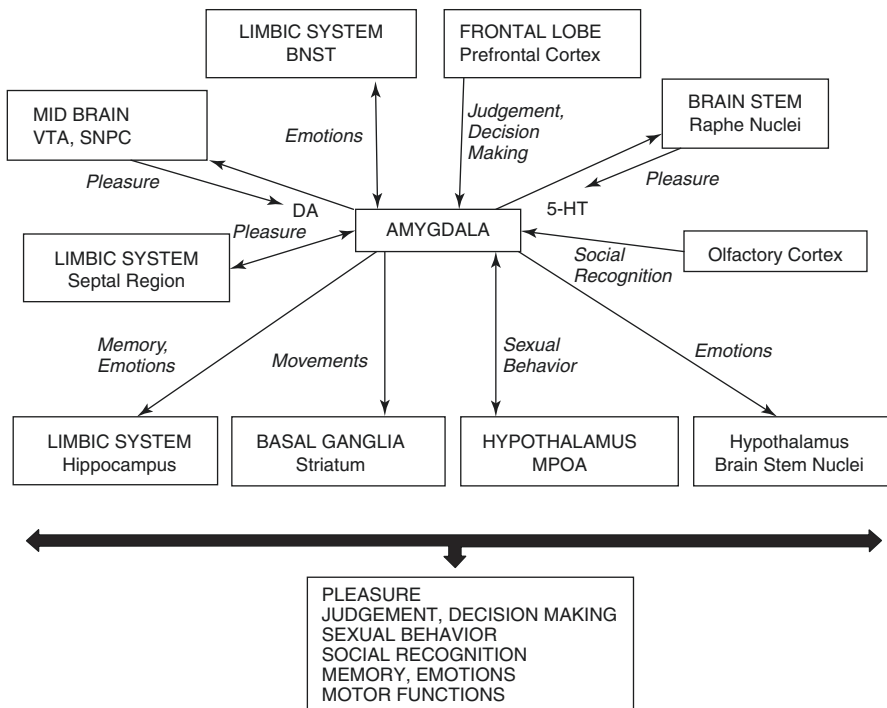 LIMBIC SYSTEM
BNST
FRONTAL LOBE
Prefrontal Cortex
MID BRAIN
VTA, SNPC
BRAIN STEM
Raphe Nuclei
Emotions
Judgement,
Decision
Making
Pleasure
Pleasure
DA
5-HT
Pleasure
AMYGDALA
LIMBIC SYSTEM
Septal Region
Social
Recognition
Olfactory Cortex
Memory,
Emotions
Movements
Sexual
Behavior
Emotions
LIMBIC SYSTEM
Hippocampus
BASAL GANGLIA
Striatum
HYPOTHALAMUS
MPOA
Hypothalamus
Brain Stem Nuclei
PLEASURE
JUDGEMENT, DECISION MAKING
SEXUAL BEHAVIOR
SOCIAL RECOGNITION
MEMORY, EMOTIONS
MOTOR FUNCTIONS